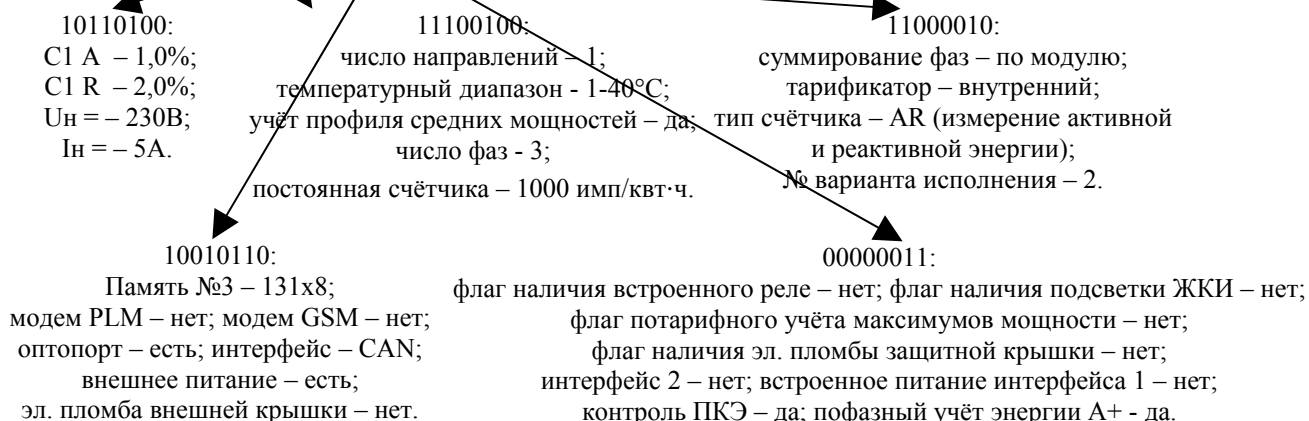 10110100:
C1 A – 1,0%;
C1 R – 2,0%;
Uн = – 230В;
Iн = – 5А.
11100100:
число направлений – 1;
температурный диапазон - 1-40°С;
учёт профиля средних мощностей – да;
число фаз - 3;
постоянная счётчика – 1000 имп/квт·ч.
11000010:
суммирование фаз – по модулю;
тарификатор – внутренний;
тип счётчика – AR (измерение активной
и реактивной энергии);
№ варианта исполнения – 2.
10010110:
Память №3 – 131x8;
модем PLM – нет; модем GSM – нет;
оптопорт – есть; интерфейс – CAN;
внешнее питание – есть;
эл. пломба внешней крышки – нет.
00000011:
флаг наличия встроенного реле – нет; флаг наличия подсветки ЖКИ – нет;
флаг потарифного учёта максимумов мощности – нет;
флаг наличия эл. пломбы защитной крышки – нет;
интерфейс 2 – нет; встроенное питание интерфейса 1 – нет;
контроль ПКЭ – да; пофазный учёт энергии А+ - да.